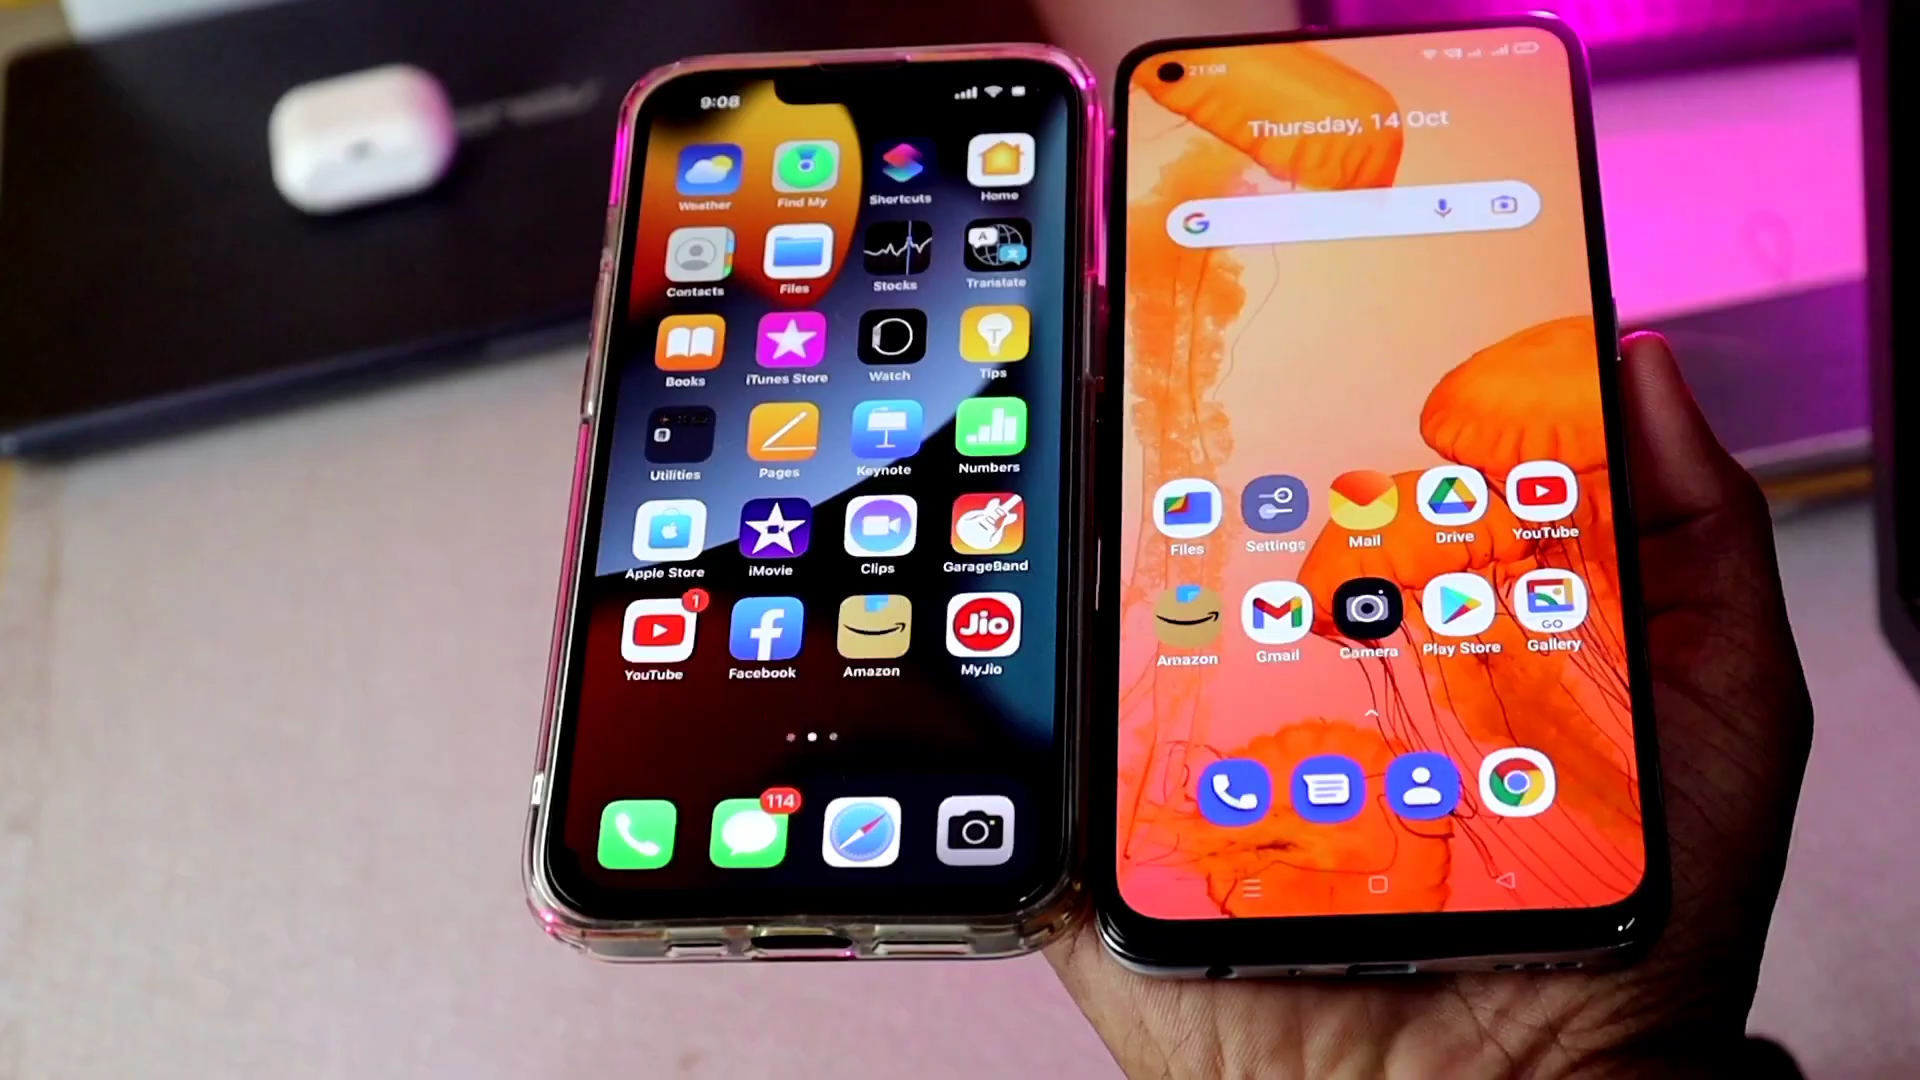 9:08
Weather Find My Shortcuts Home
Contacts Files Stocks Translate
Books iTunes Store Watch Tips
Utilities Pages Keynote Numbers
Apple Store iMovie Clips GarageBand
1
Jio
YouTube Facebook Amazon MyJio
114
21:08
Thursday, 14 Oct
Files Settings Mail Drive YouTube
GO
Amazon Gmail Camera Play Store Gallery